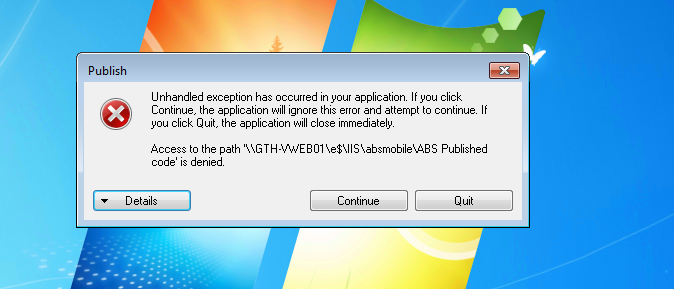 Publish
Unhandled exception has occurred in your application. If you click
Continue, the application will ignore this error and attempt to continue. If
you click Quit, the application will close immediately.
Access to the path '\\GTH-VWEB01\e$\IIS\absmobile\ABS Published
code' is denied.
Details
Continue
Quit